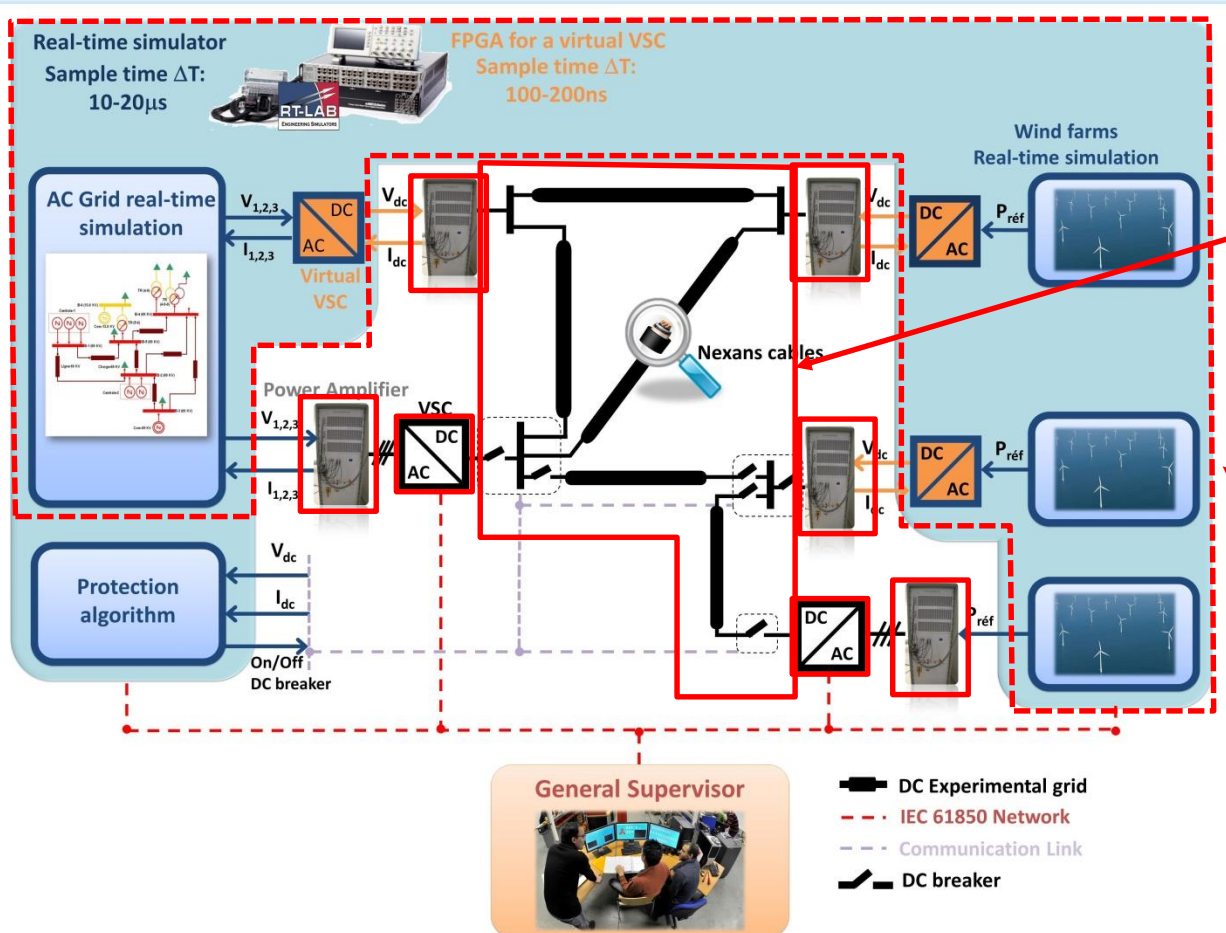 Real-time simulator
Sample time ΔT:
10-20μs
RT-LAB
ENGINEERING SIMULATORS
FPGA for a virtual VSC
Sample time ΔT:
100-200ns
Wind farms
Real-time simulation
AC Grid real-time
simulation
V1,2,3
I1,2,3
DC
AC
Virtual
VSC
Vdc
Idc
Vdc
Idc
DC
AC
Préf
Nexans cables
Power Amplifier
V1,2,3
I1,2,3
VSC
DC
AC
Vdc
Idc
DC
AC
Préf
Protection
algorithm
Vdc
Idc
On/Off
DC breaker
DC
AC
Préf
General Supervisor
DC Experimental grid
IEC 61850 Network
Communication Link
DC breaker